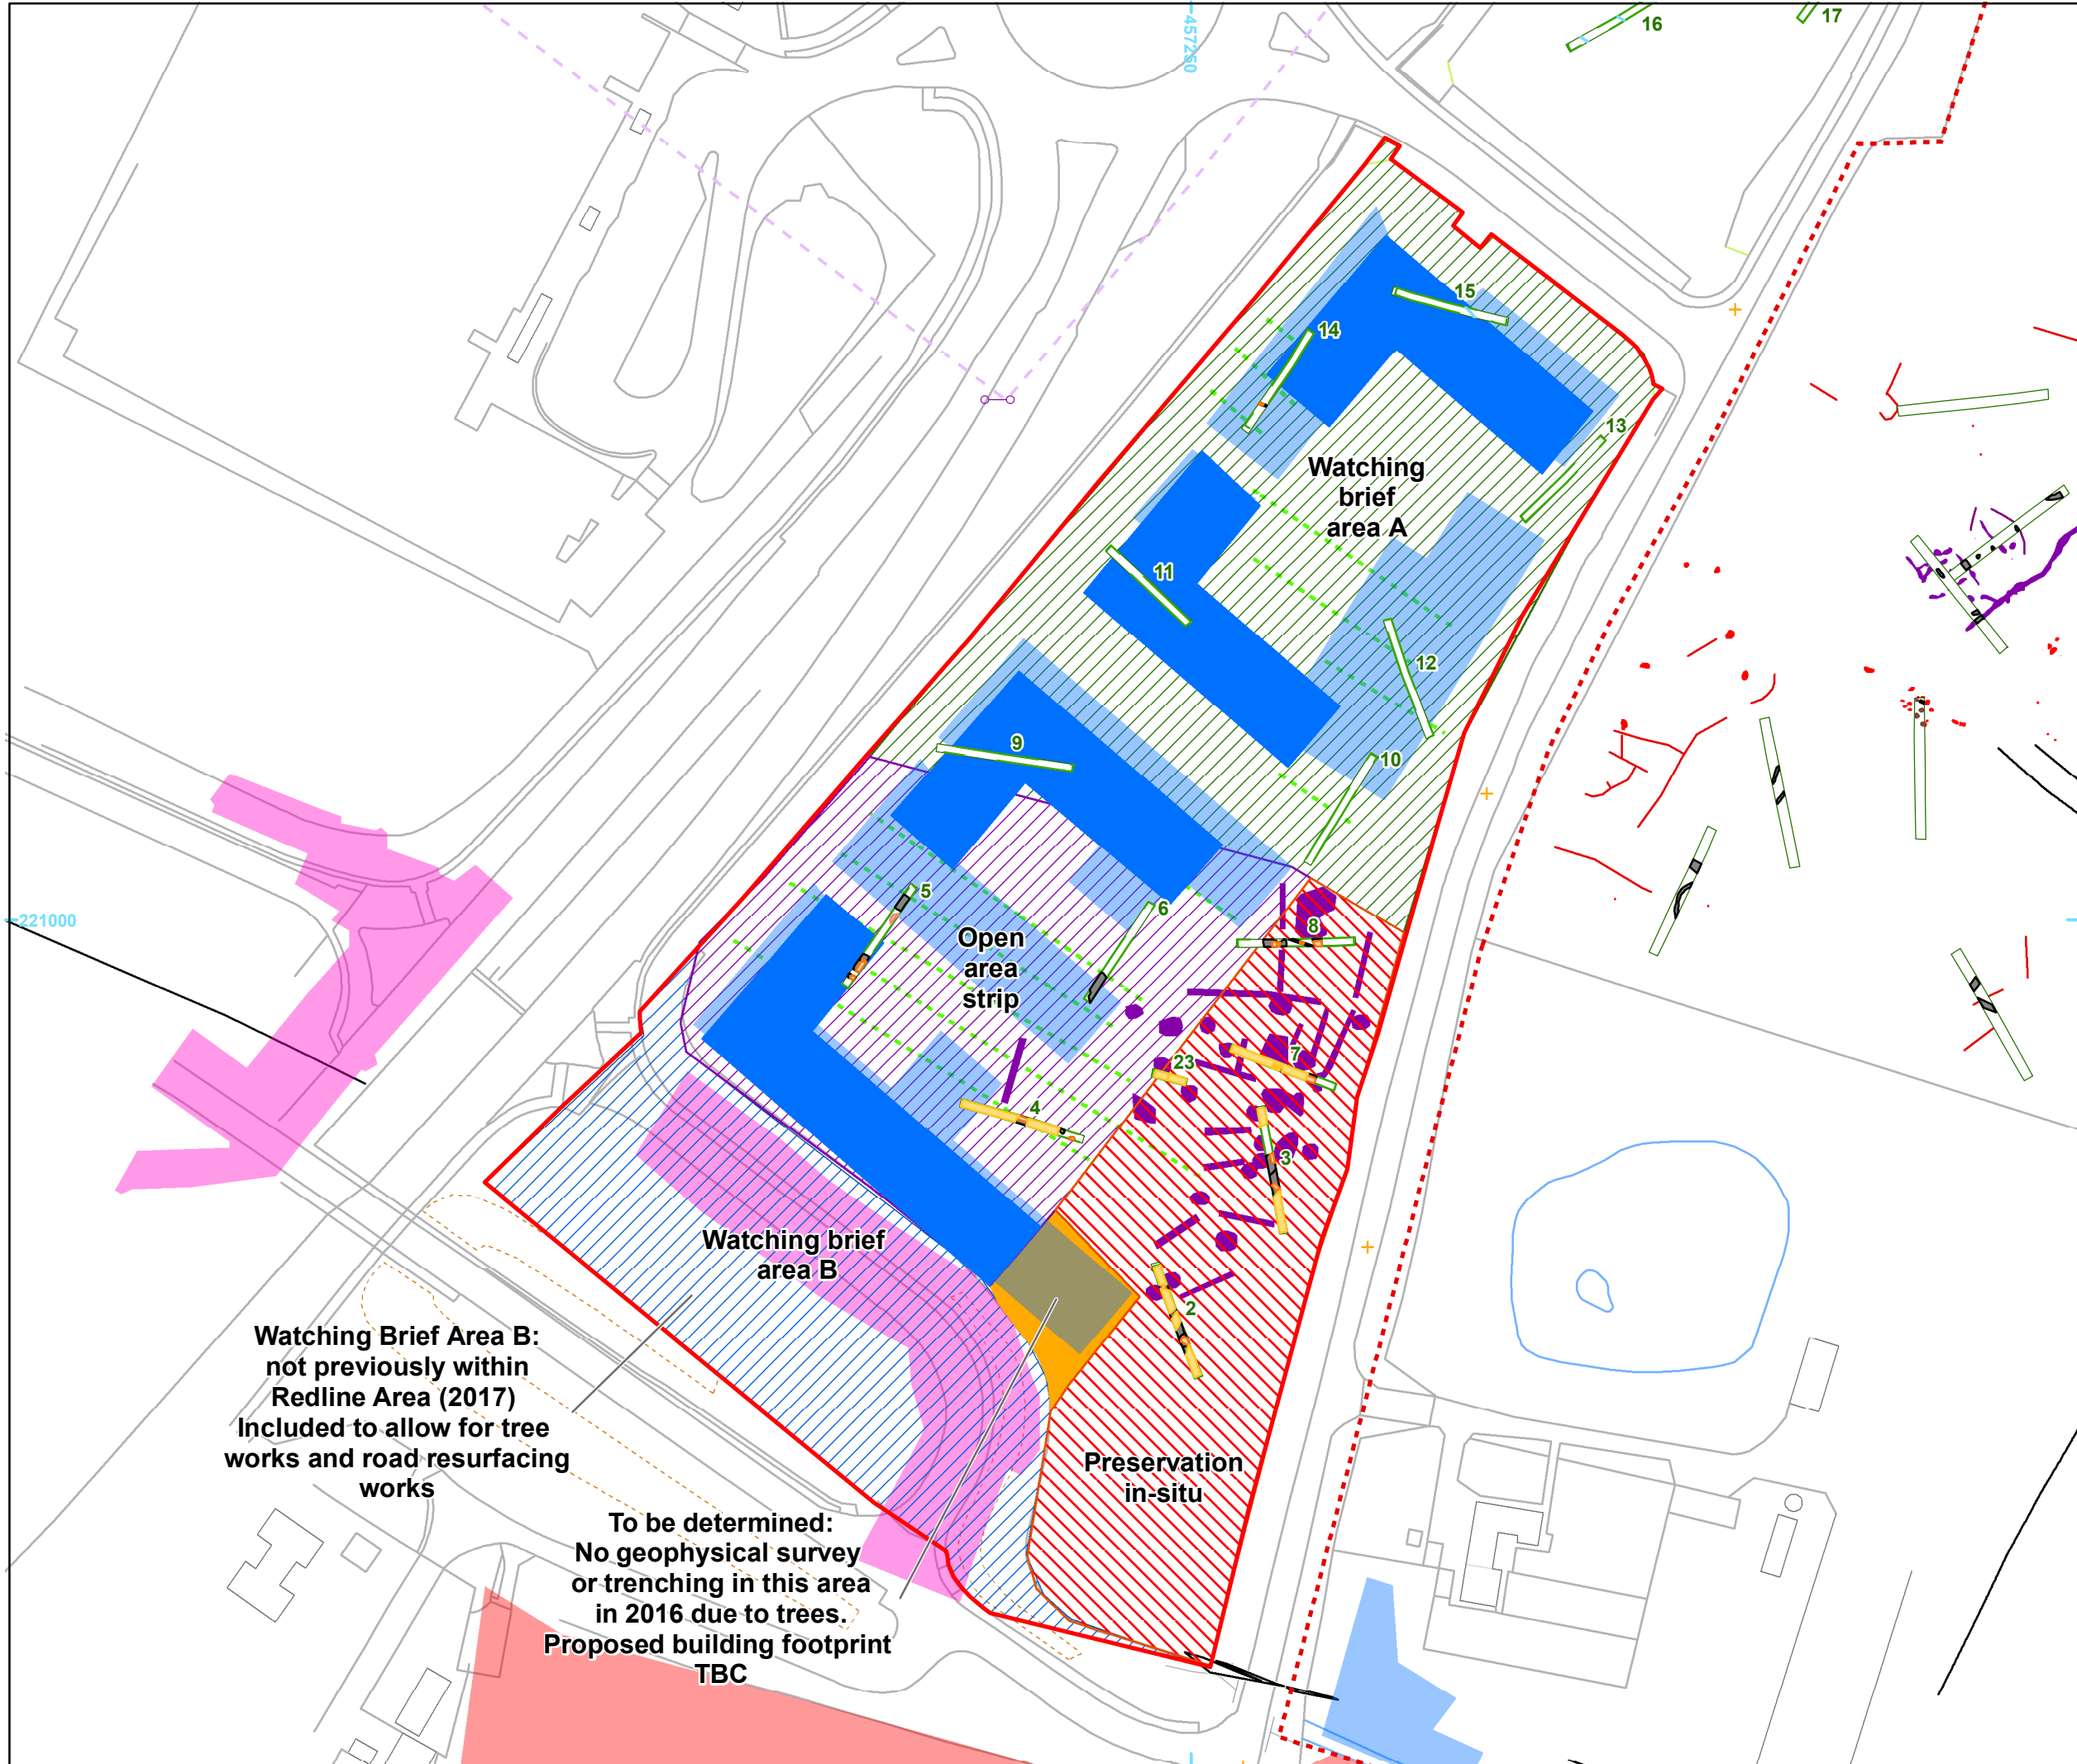 16
17
457250
15
14
13
Watching
brief
area A
11
12
9
10
5
6
8
221000
Open
area
strip
7
23
4
3
Watching brief
area B
2
Watching Brief Area B:
not previously within
Redline Area (2017)
Included to allow for tree
works and road resurfacing
works
Preservation
in-situ
To be determined:
No geophysical survey
or trenching in this area
in 2016 due to trees.
Proposed building footprint
TBC